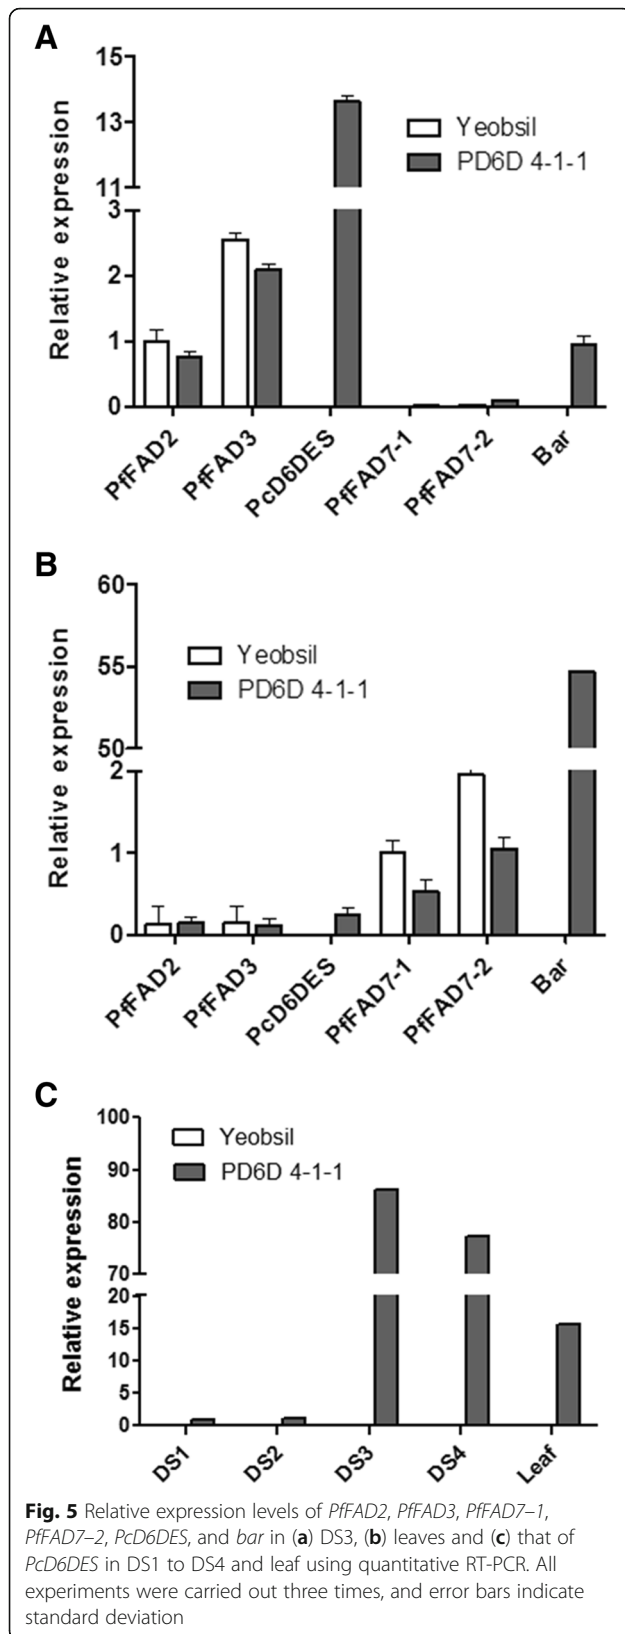 A
Relative expression
15
13
11
3
2
1
0
Yeobsil
PD6D 4-1-1
PfFAD2
PfFAD3
PcD6DES
PfFAD7-1
PfFAD7-2
Bar
B
Relative expression
60
55
50
2
1
0
Yeobsil
PD6D 4-1-1
PfFAD2
PfFAD3
PcD6DES
PfFAD7-1
PfFAD7-2
Bar
C
Relative expression
100
90
80
70
20
15
10
5
0
Yeobsil
PD6D 4-1-1
DS1
DS2
DS3
DS4
Leaf
Fig. 5 Relative expression levels of PfFAD2, PfFAD3, PfFAD7–1,
PfFAD7–2, PcD6DES, and bar in (a) DS3, (b) leaves and (c) that of
PcD6DES in DS1 to DS4 and leaf using quantitative RT-PCR. All
experiments were carried out three times, and error bars indicate
standard deviation